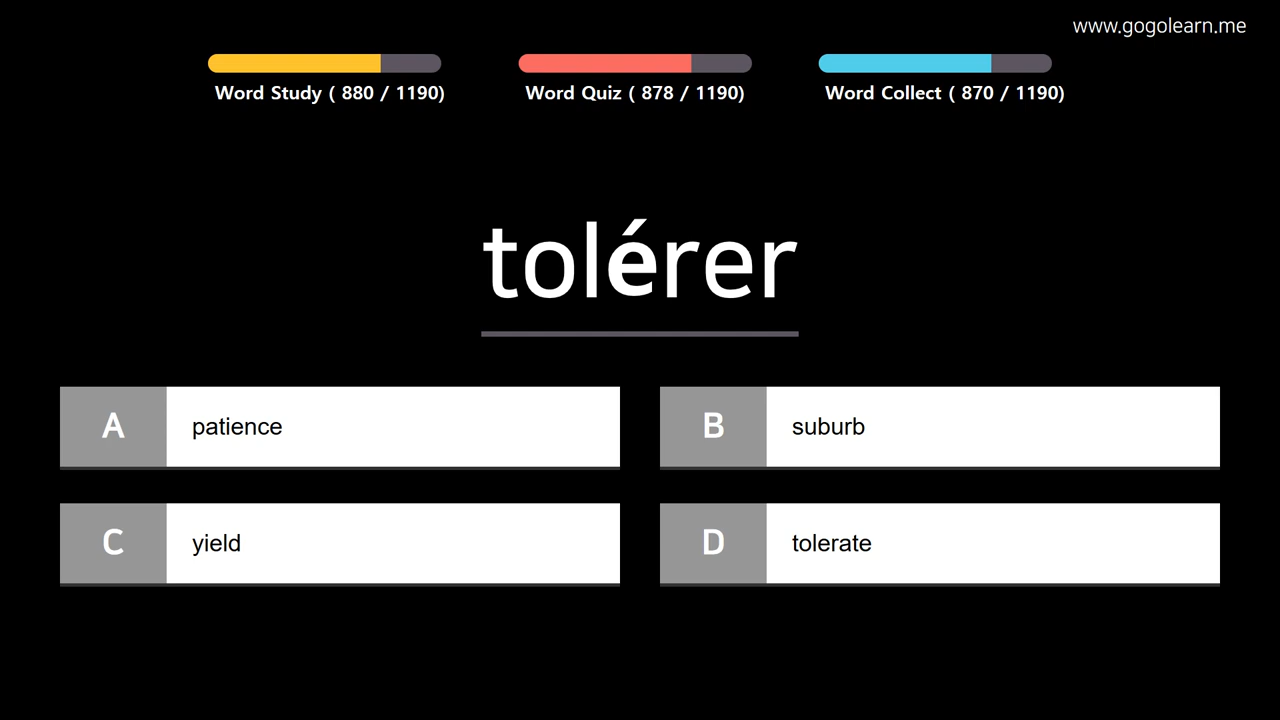 www.gogolearn.me
Word Study ( 880 / 1190)
Word Quiz ( 878 / 1190)
Word Collect ( 870 / 1190)
tolérer
A patience
B suburb
C yield
D tolerate